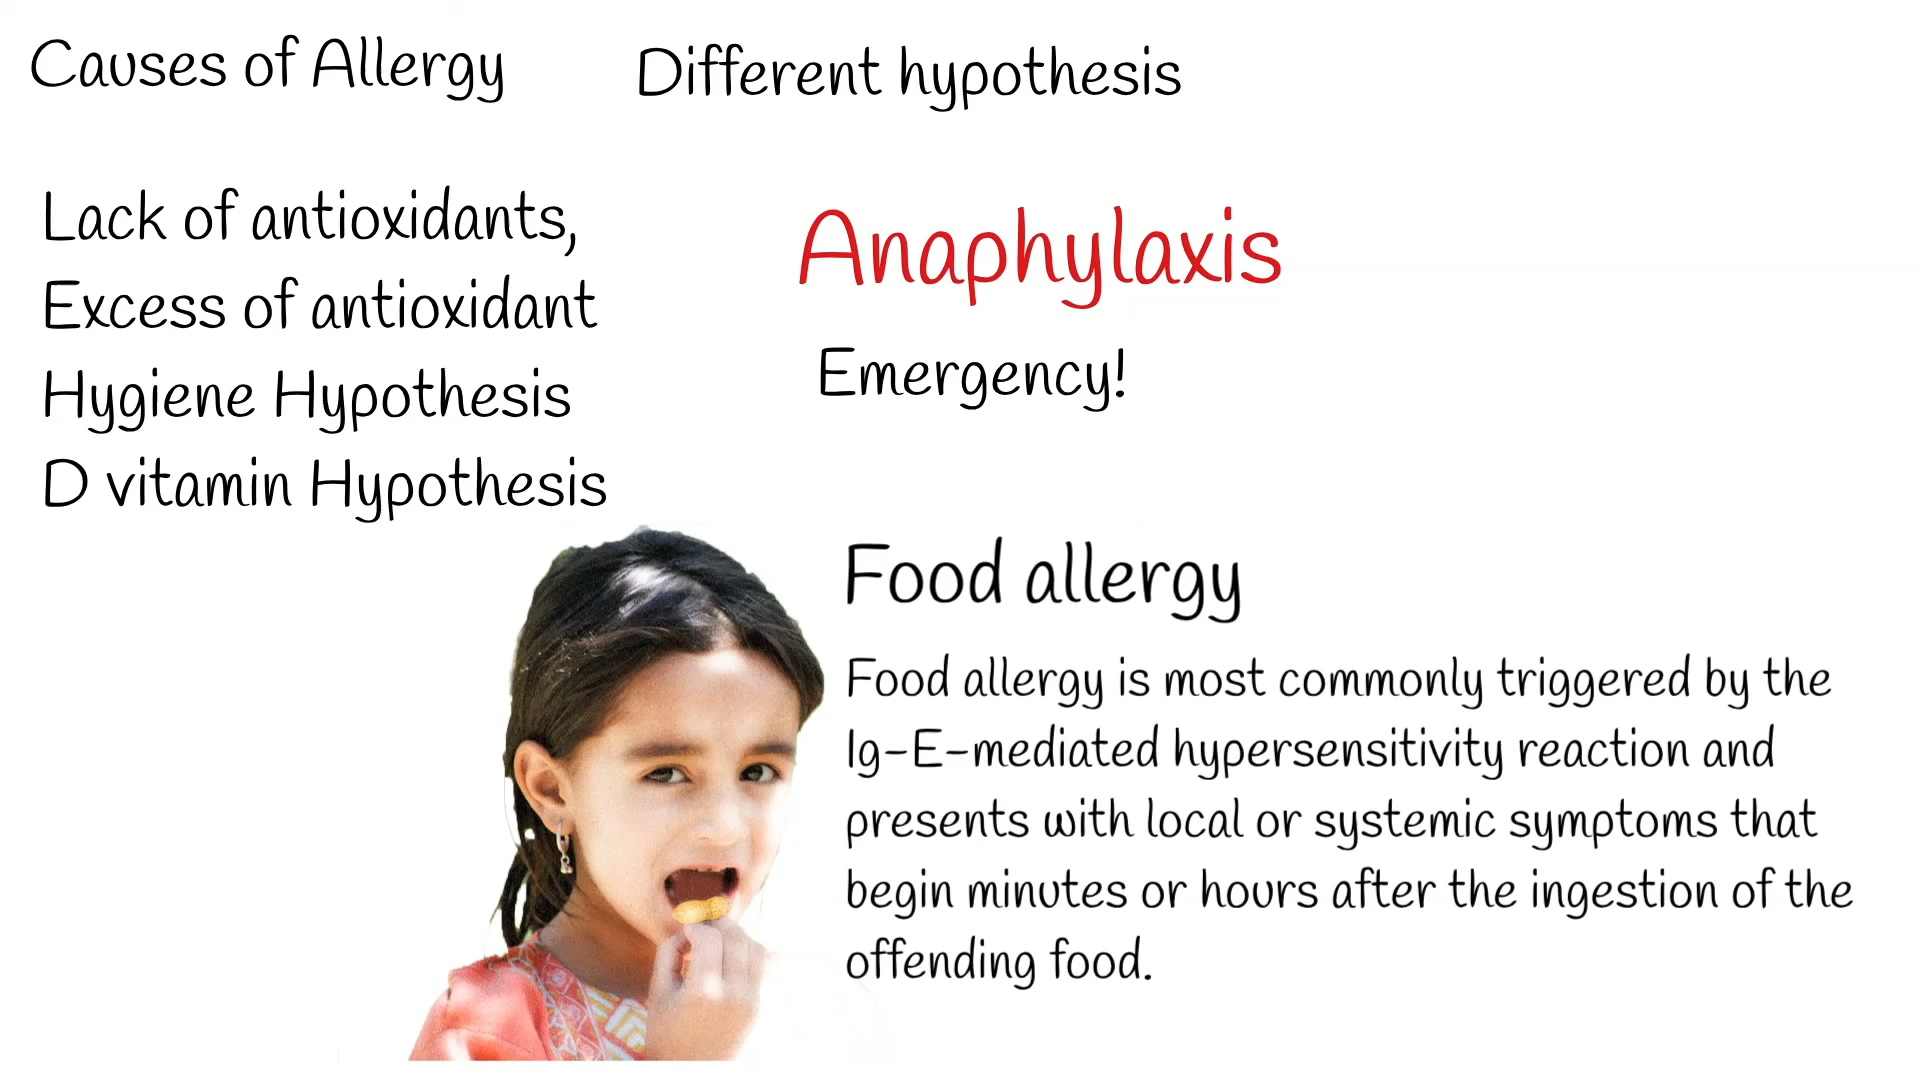 Causes of Allergy
Different hypothesis
Lack of antioxidants,
Excess of antioxidant
Hygiene Hypothesis
D vitamin Hypothesis
Anaphylaxis
Emergency!
Food allergy
Food allergy is most commonly triggered by the
Ig-E-mediated hypersensitivity reaction and
presents with local or systemic symptoms that
begin minutes or hours after the ingestion of the
offending food.